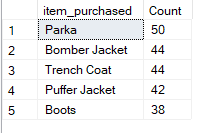 item_purchased Count
1 Parka 50
2 Bomber Jacket 44
3 Trench Coat 44
4 Puffer Jacket 42
5 Boots 38